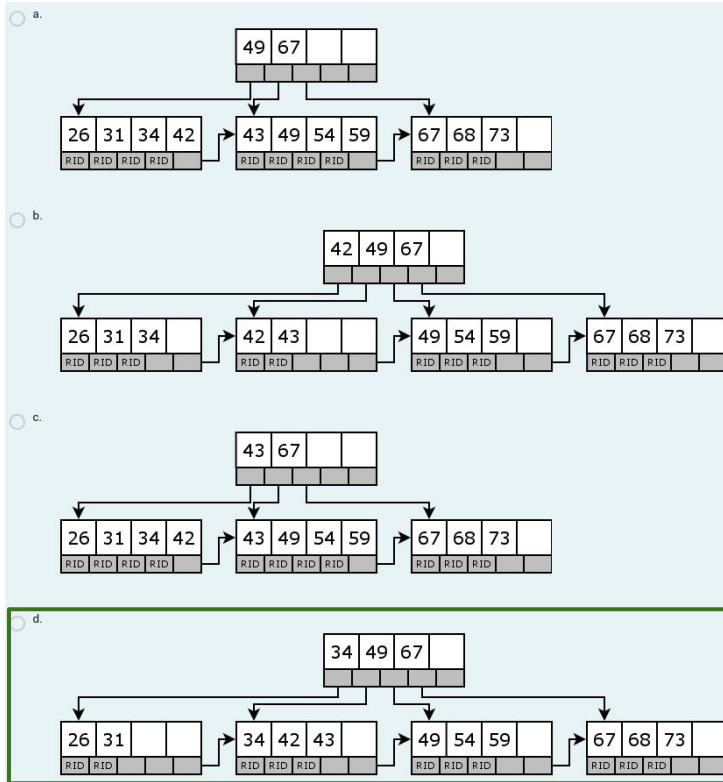 a.
49 67
26 31 34 42 43 49 54 59 67 68 73
RID RID RID RID RID RID RID RID RID RID RID
b.
42 49 67
26 31 34 42 43 49 54 59 67 68 73
RID RID RID RID RID RID RID RID RID RID RID
c.
43 67
26 31 34 42 43 49 54 59 67 68 73
RID RID RID RID RID RID RID RID RID RID RID
d.
34 49 67
26 31 34 42 43 49 54 59 67 68 73
RID RID RID RID RID RID RID RID RID RID RID